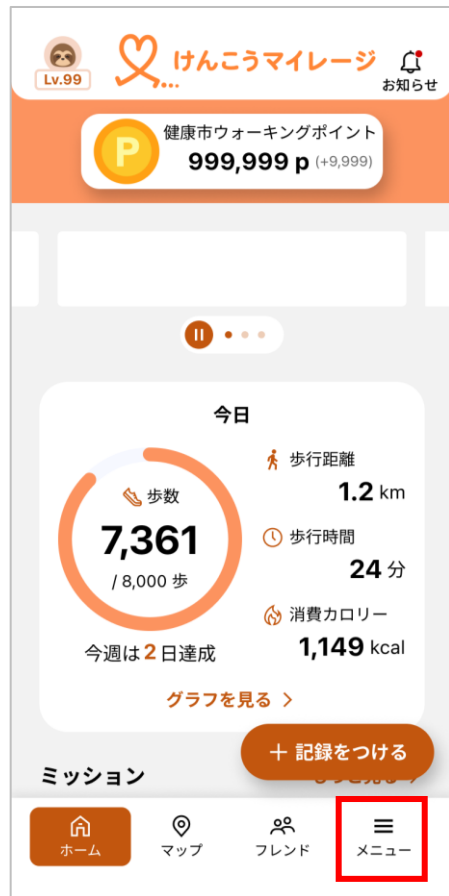 Lv.99
けんこうマイレージ
お知らせ
P
健康市ウォーキングポイント
999,999 p (+9,999)
今日
歩数
7,361
/ 8,000 歩
今週は2日達成
歩行距離
1.2 km
歩行時間
24 分
消費カロリー
1,149 kcal
グラフを見る
+ 記録をつける
ミッション
ホーム
マップ
フレンド
メニュー